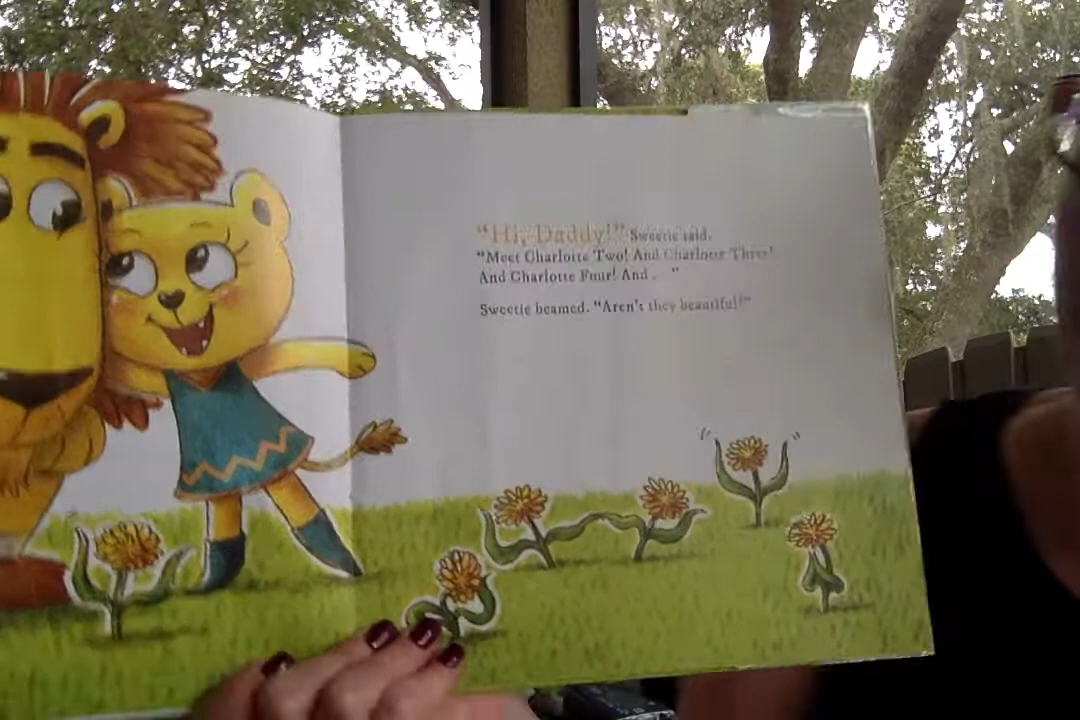 “Hi, Daddy!” Sweetie said.
“Meet Charlotte Two! And Charlotte Three!
And Charlotte Four! And . . .”
Sweetie beamed. “Aren't they beautiful?”